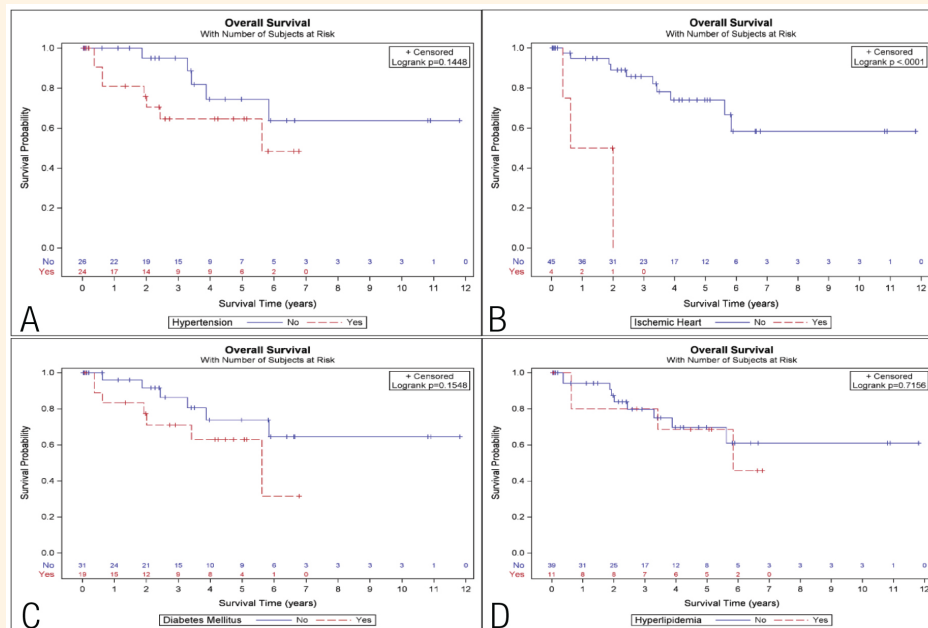 Overall Survival
With Number of Subjects at Risk
+ Censored
Logrank p=0.1448
Survival Probability
1.0
0.8
0.6
0.4
0.2
0.0
No 26 22 19 15 9 7 5 3 3 3 3 1 0
Yes 24 17 14 9 9 6 2 0
0 1 2 3 4 5 6 7 8 9 10 11 12
Survival Time (years)
A
Hypertension No Yes
Overall Survival
With Number of Subjects at Risk
+ Censored
Logrank p <.0001
Survival Probability
1.0
0.8
0.6
0.4
0.2
0.0
No 45 36 31 23 17 12 6 3 3 3 3 1 0
Yes 4 2 1 0
0 1 2 3 4 5 6 7 8 9 10 11 12
Survival Time (years)
B
Ischemic Heart No Yes
Overall Survival
With Number of Subjects at Risk
+ Censored
Logrank p=0.1548
Survival Probability
1.0
0.8
0.6
0.4
0.2
0.0
No 31 24 21 15 10 9 6 3 3 3 3 1 0
Yes 19 15 12 9 8 4 1 0
0 1 2 3 4 5 6 7 8 9 10 11 12
Survival Time (years)
C
Diabetes Mellitus No Yes
Overall Survival
With Number of Subjects at Risk
+ Censored
Logrank p=0.7156
Survival Probability
1.0
0.8
0.6
0.4
0.2
0.0
No 39 31 25 17 12 8 5 3 3 3 3 1 0
Yes 11 8 8 7 6 5 2 0
0 1 2 3 4 5 6 7 8 9 10 11 12
Survival Time (years)
D
Hyperlipidemia No Yes